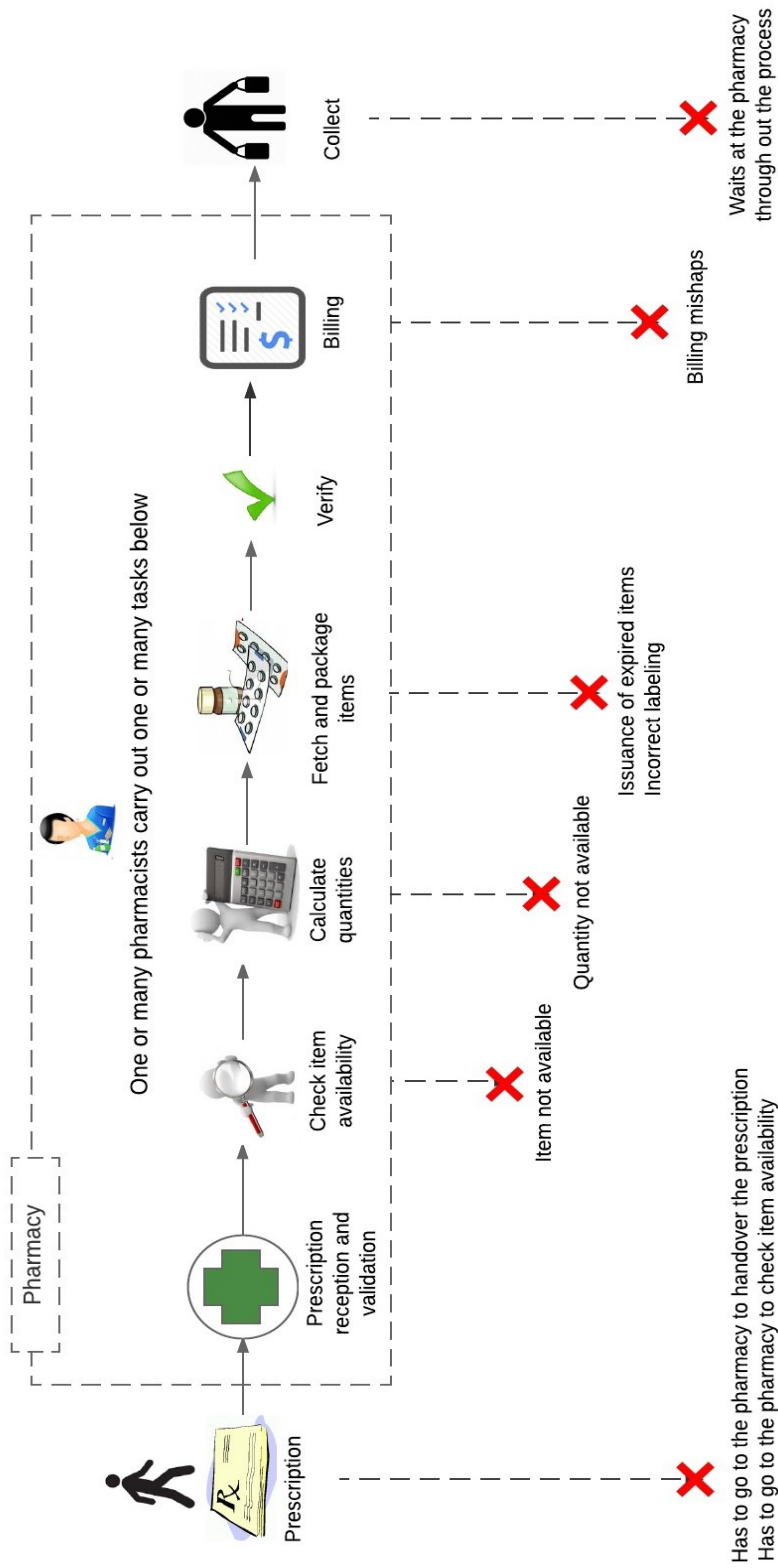 Pharmacy
One or many pharmacists carry out one or many tasks below
Rx
Prescription
Prescription
reception and
validation
Check item
availability
Calculate
quantities
Fetch and package
items
Verify
$
Billing
Collect
Has to go to the pharmacy to handover the prescription
Has to go to the pharmacy to check item availability
Item not available
Quantity not available
Issuance of expired items
Incorrect labeling
Billing mishaps
Waits at the pharmacy
through out the process